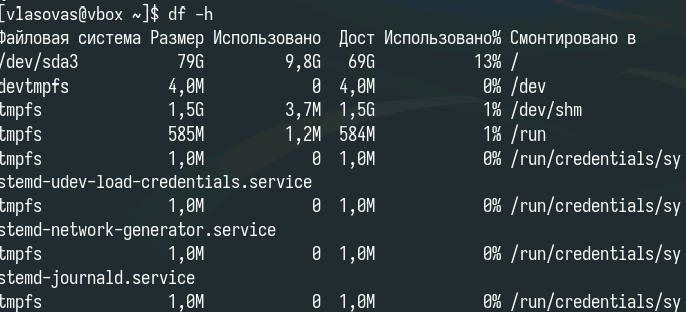 [vlasovas@vbox ~]$ df -h
Файловая система Размер Использовано Дост Использовано% Смонтировано в
/dev/sda3 79G 9,8G 69G 13% /
devtmpfs 4,0M 0 4,0M 0% /dev
tmpfs 1,5G 3,7M 1,5G 1% /dev/shm
tmpfs 585M 1,2M 584M 1% /run
tmpfs 1,0M 0 1,0M 0% /run/credentials/sy
stemd-udev-load-credentials.service
tmpfs 1,0M 0 1,0M 0% /run/credentials/sy
stemd-network-generator.service
tmpfs 1,0M 0 1,0M 0% /run/credentials/sy
stemd-journald.service
tmpfs 1,0M 0 1,0M 0% /run/credentials/sy